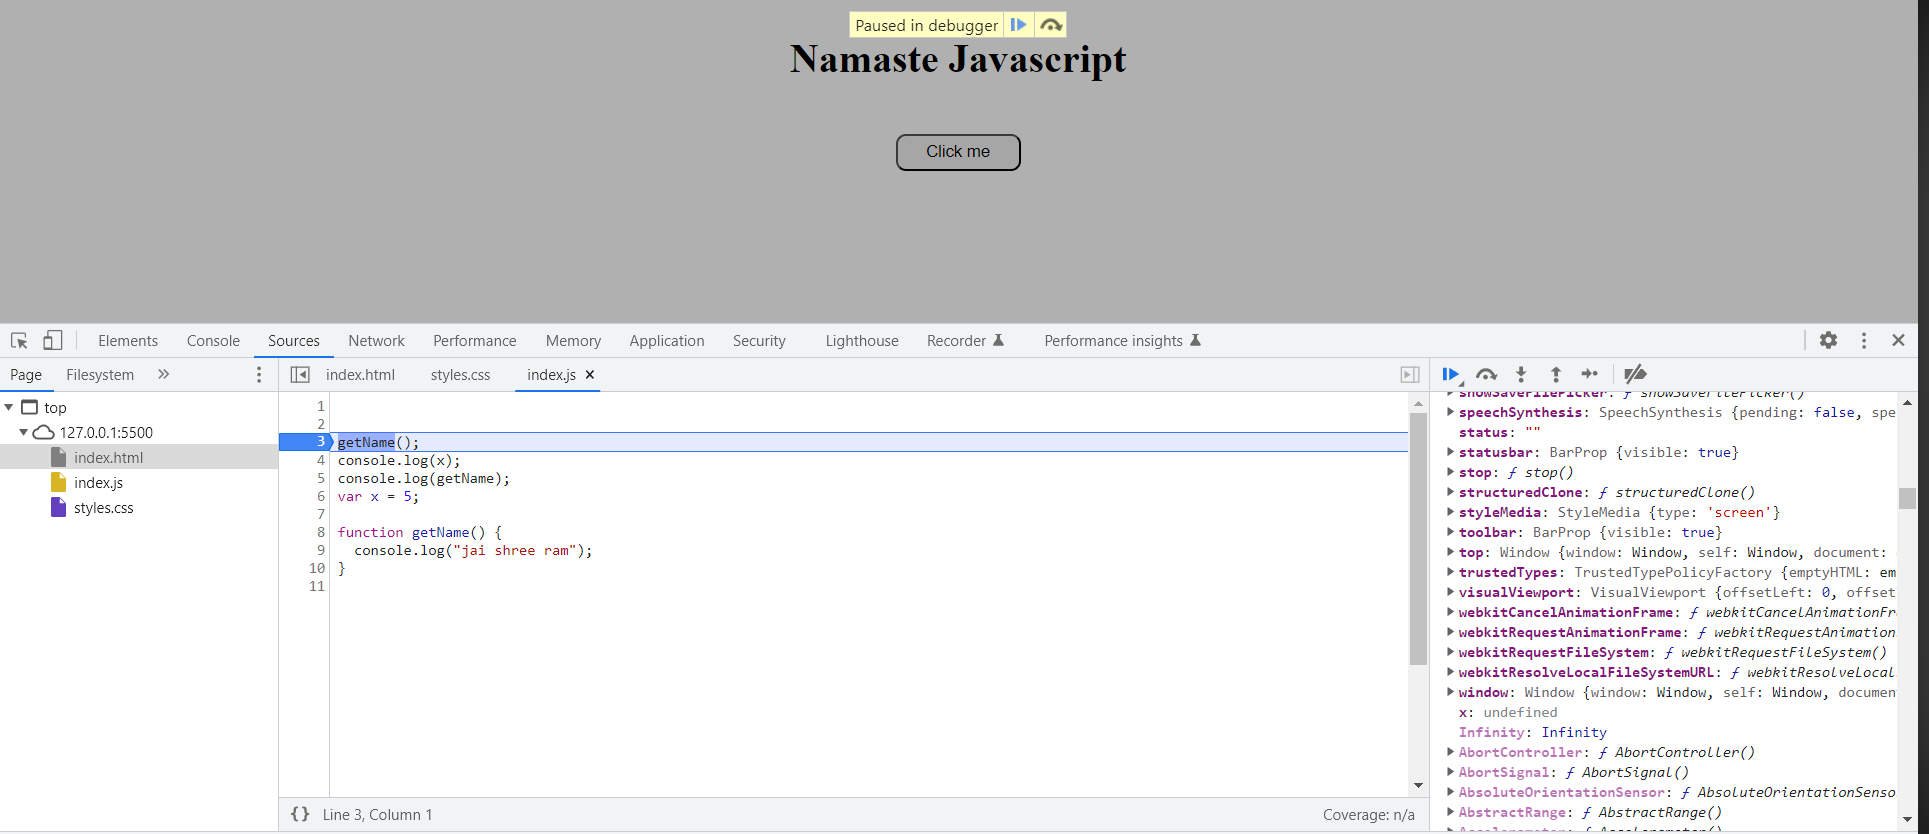 Paused in debugger
Namaste Javascript
Click me
Elements Console Sources Network Performance Memory Application Security Lighthouse Recorder Performance insights
Page Filesystem
top
127.0.0.1:5500
index.html
index.js
styles.css
index.html styles.css index.js
1
2
3 getName();
4 console.log(x);
5 console.log(getName);
6 var x = 5;
7
8 function getName() {
9 console.log("jai shree ram");
10 }
11
{} Line 3, Column 1 Coverage: n/a
showSaveFilePicker: ƒ showSaveFilePicker()
speechSynthesis: SpeechSynthesis {pending: false, spe
status: ""
statusbar: BarProp {visible: true}
stop: ƒ stop()
structuredClone: ƒ structuredClone()
styleMedia: StyleMedia {type: 'screen'}
toolbar: BarProp {visible: true}
top: Window {window: Window, self: Window, document:
trustedTypes: TrustedTypePolicyFactory {emptyHTML: em
visualViewport: VisualViewport {offsetLeft: 0, offset
webkitCancelAnimationFrame: ƒ webkitCancelAnimationFr
webkitRequestAnimationFrame: ƒ webkitRequestAnimation
webkitRequestFileSystem: ƒ webkitRequestFileSystem()
webkitResolveLocalFileSystemURL: ƒ webkitResolveLocal
window: Window {window: Window, self: Window, documen
x: undefined
Infinity: Infinity
AbortController: ƒ AbortController()
AbortSignal: ƒ AbortSignal()
AbsoluteOrientationSensor: ƒ AbsoluteOrientationSenso
AbstractRange: ƒ AbstractRange()